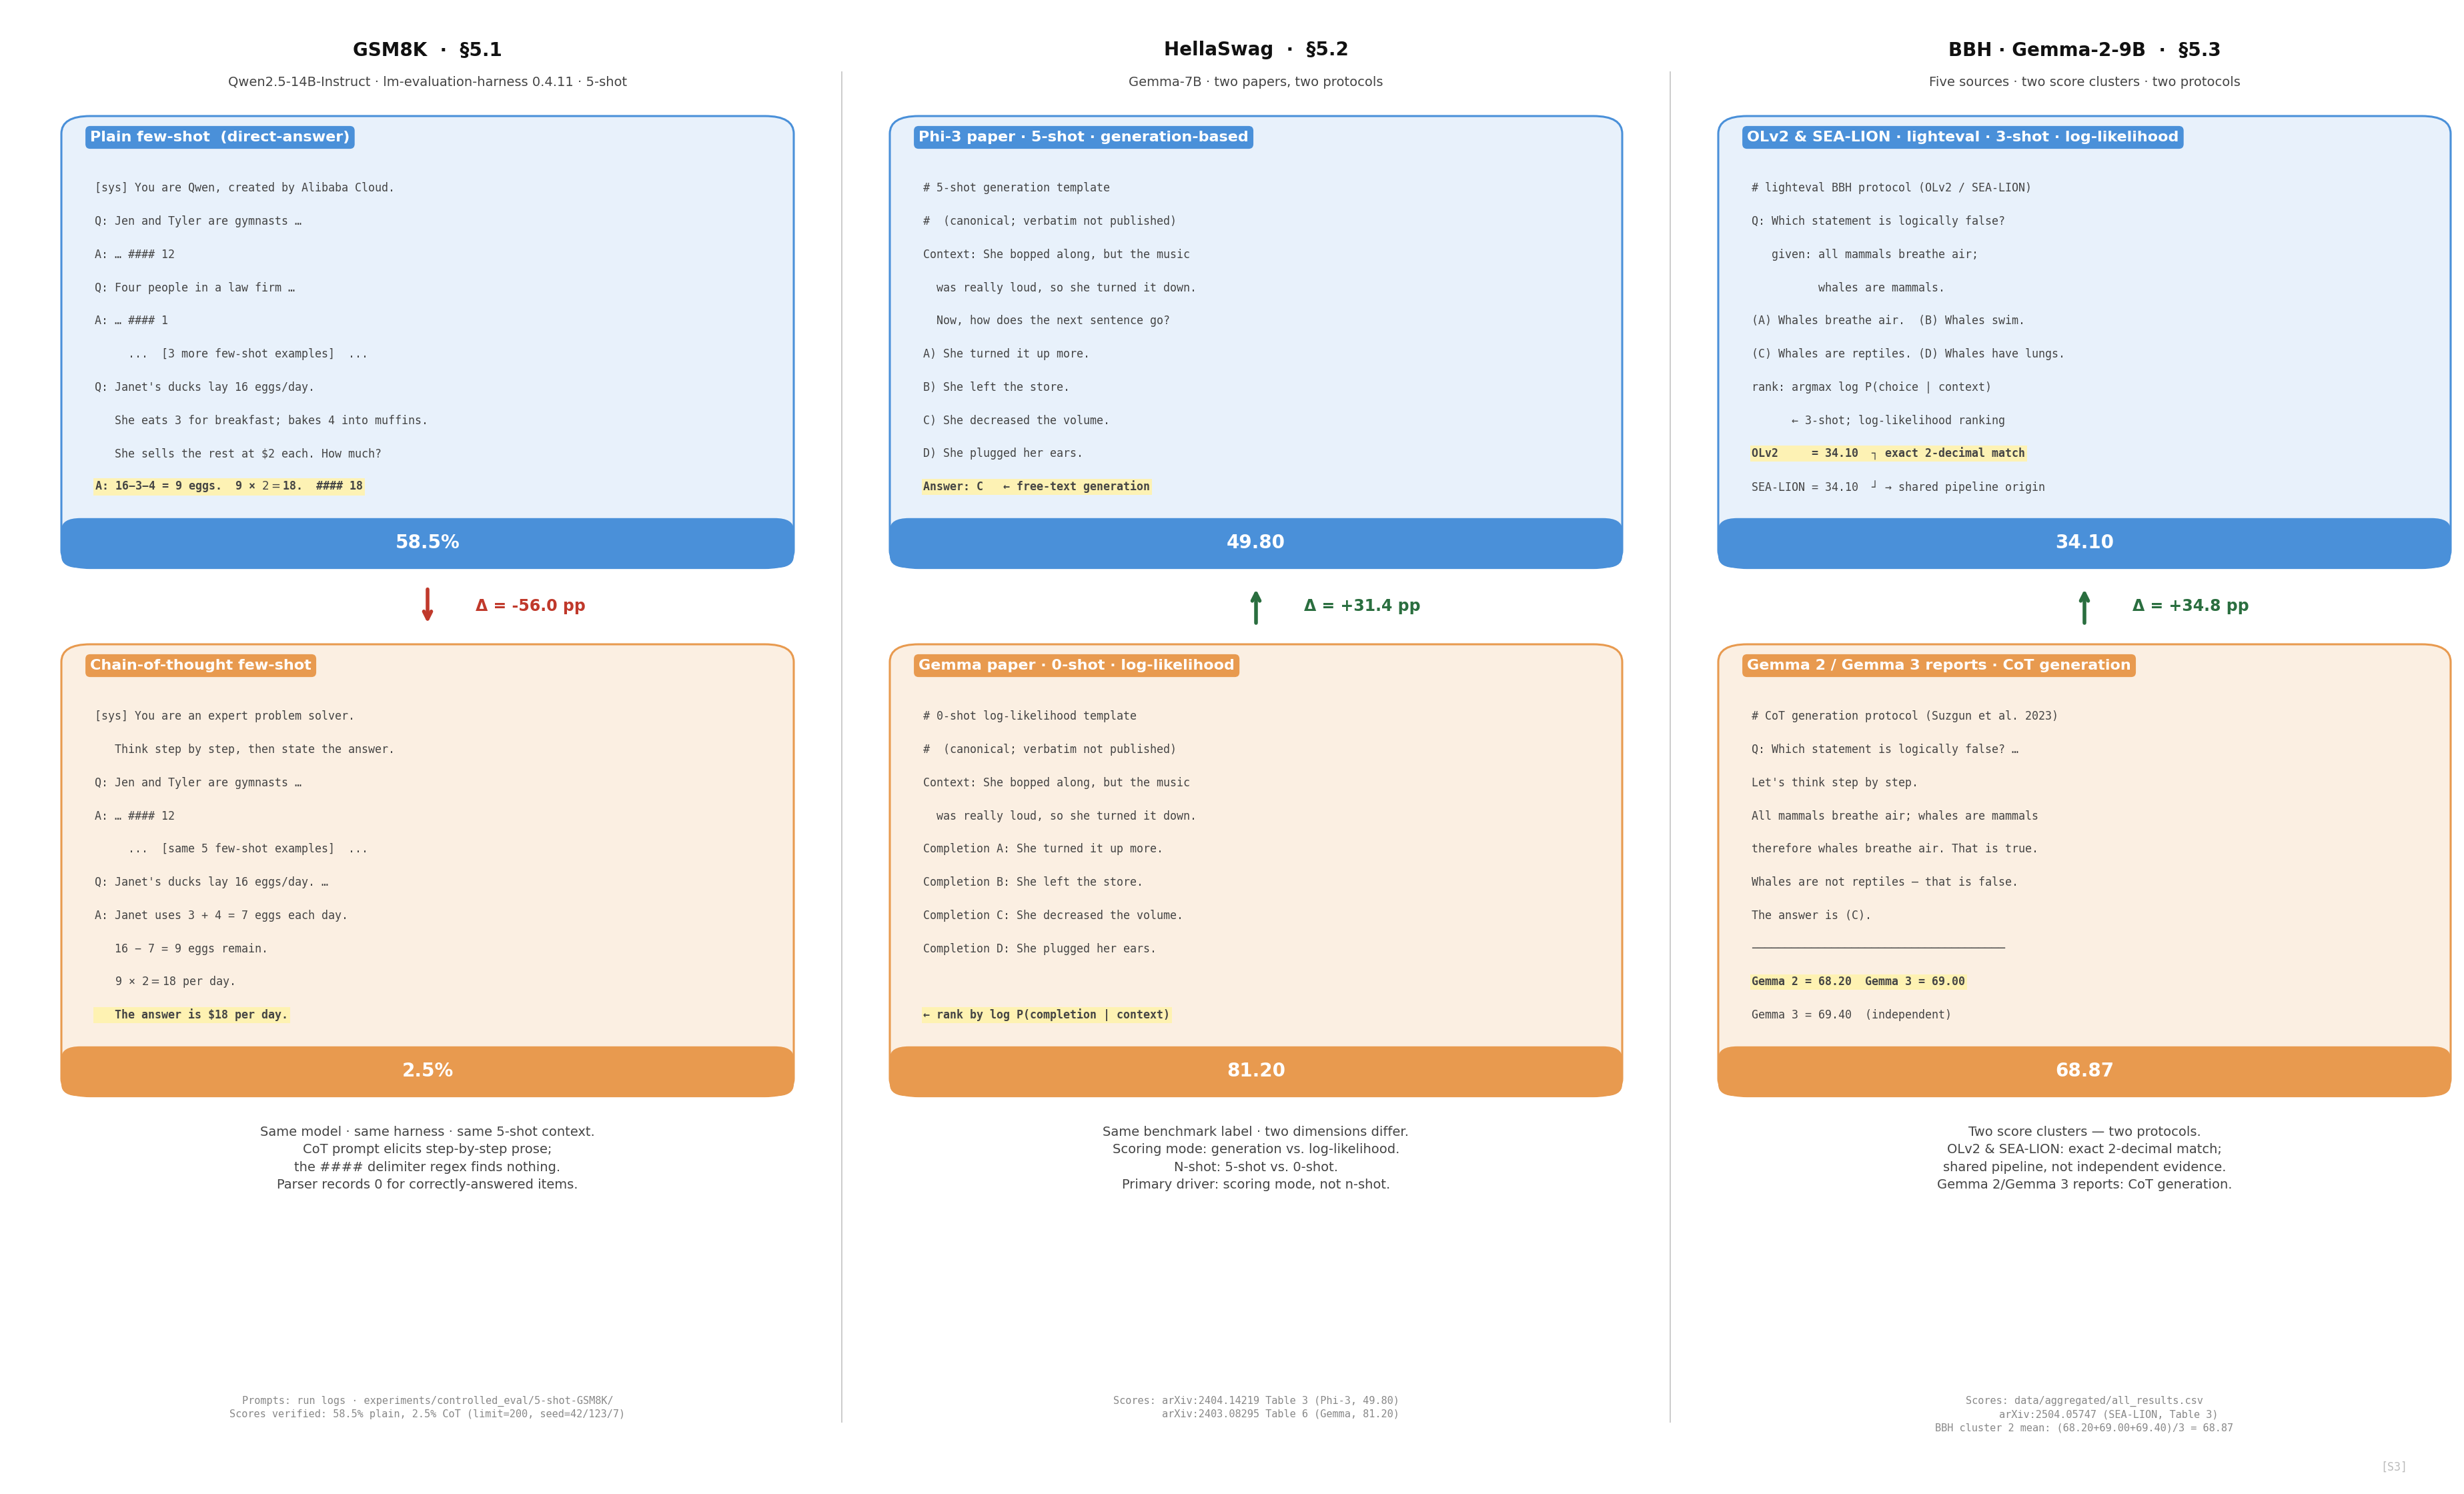 GSM8K · §5.1
Qwen2.5-14B-Instruct · lm-evaluation-harness 0.4.11 · 5-shot
Plain few-shot (direct-answer)
[sys] You are Qwen, created by Alibaba Cloud.
Q: Jen and Tyler are gymnasts …
A: … #### 12
Q: Four people in a law firm …
A: … #### 1
... [3 more few-shot examples] ...
Q: Janet's ducks lay 16 eggs/day.
She eats 3 for breakfast; bakes 4 into muffins.
She sells the rest at $2 each. How much?
A: 16−3−4 = 9 eggs. 9 × 2=18. #### 18
58.5%
Δ = -56.0 pp
Chain-of-thought few-shot
[sys] You are an expert problem solver.
Think step by step, then state the answer.
Q: Jen and Tyler are gymnasts …
A: … #### 12
... [same 5 few-shot examples] ...
Q: Janet's ducks lay 16 eggs/day. …
A: Janet uses 3 + 4 = 7 eggs each day.
16 − 7 = 9 eggs remain.
9 × 2=18 per day.
The answer is $18 per day.
2.5%
Same model · same harness · same 5-shot context.
CoT prompt elicits step-by-step prose;
the #### delimiter regex finds nothing.
Parser records 0 for correctly-answered items.
Prompts: run logs · experiments/controlled_eval/5-shot-GSM8K/
Scores verified: 58.5% plain, 2.5% CoT (limit=200, seed=42/123/7)
HellaSwag · §5.2
Gemma-7B · two papers, two protocols
Phi-3 paper · 5-shot · generation-based
# 5-shot generation template
# (canonical; verbatim not published)
Context: She bopped along, but the music
was really loud, so she turned it down.
Now, how does the next sentence go?
A) She turned it up more.
B) She left the store.
C) She decreased the volume.
D) She plugged her ears.
Answer: C ← free-text generation
49.80
Δ = +31.4 pp
Gemma paper · 0-shot · log-likelihood
# 0-shot log-likelihood template
# (canonical; verbatim not published)
Context: She bopped along, but the music
was really loud, so she turned it down.
Completion A: She turned it up more.
Completion B: She left the store.
Completion C: She decreased the volume.
Completion D: She plugged her ears.
← rank by log P(completion | context)
81.20
Same benchmark label · two dimensions differ.
Scoring mode: generation vs. log-likelihood.
N-shot: 5-shot vs. 0-shot.
Primary driver: scoring mode, not n-shot.
Scores: arXiv:2404.14219 Table 3 (Phi-3, 49.80)
arXiv:2403.08295 Table 6 (Gemma, 81.20)
BBH · Gemma-2-9B · §5.3
Five sources · two score clusters · two protocols
OLv2 & SEA-LION · lighteval · 3-shot · log-likelihood
# lighteval BBH protocol (OLv2 / SEA-LION)
Q: Which statement is logically false?
given: all mammals breathe air;
whales are mammals.
(A) Whales breathe air. (B) Whales swim.
(C) Whales are reptiles. (D) Whales have lungs.
rank: argmax log P(choice | context)
← 3-shot; log-likelihood ranking
OLv2 = 34.10 ┐ exact 2-decimal match
SEA-LION = 34.10 ┘ → shared pipeline origin
34.10
Δ = +34.8 pp
Gemma 2 / Gemma 3 reports · CoT generation
# CoT generation protocol (Suzgun et al. 2023)
Q: Which statement is logically false? …
Let's think step by step.
All mammals breathe air; whales are mammals
therefore whales breathe air. That is true.
Whales are not reptiles — that is false.
The answer is (C).
──────────────────────────────────────
Gemma 2 = 68.20 Gemma 3 = 69.00
Gemma 3 = 69.40 (independent)
68.87
Two score clusters — two protocols.
OLv2 & SEA-LION: exact 2-decimal match;
shared pipeline, not independent evidence.
Gemma 2/Gemma 3 reports: CoT generation.
Scores: data/aggregated/all_results.csv
arXiv:2504.05747 (SEA-LION, Table 3)
BBH cluster 2 mean: (68.20+69.00+69.40)/3 = 68.87
[S3]